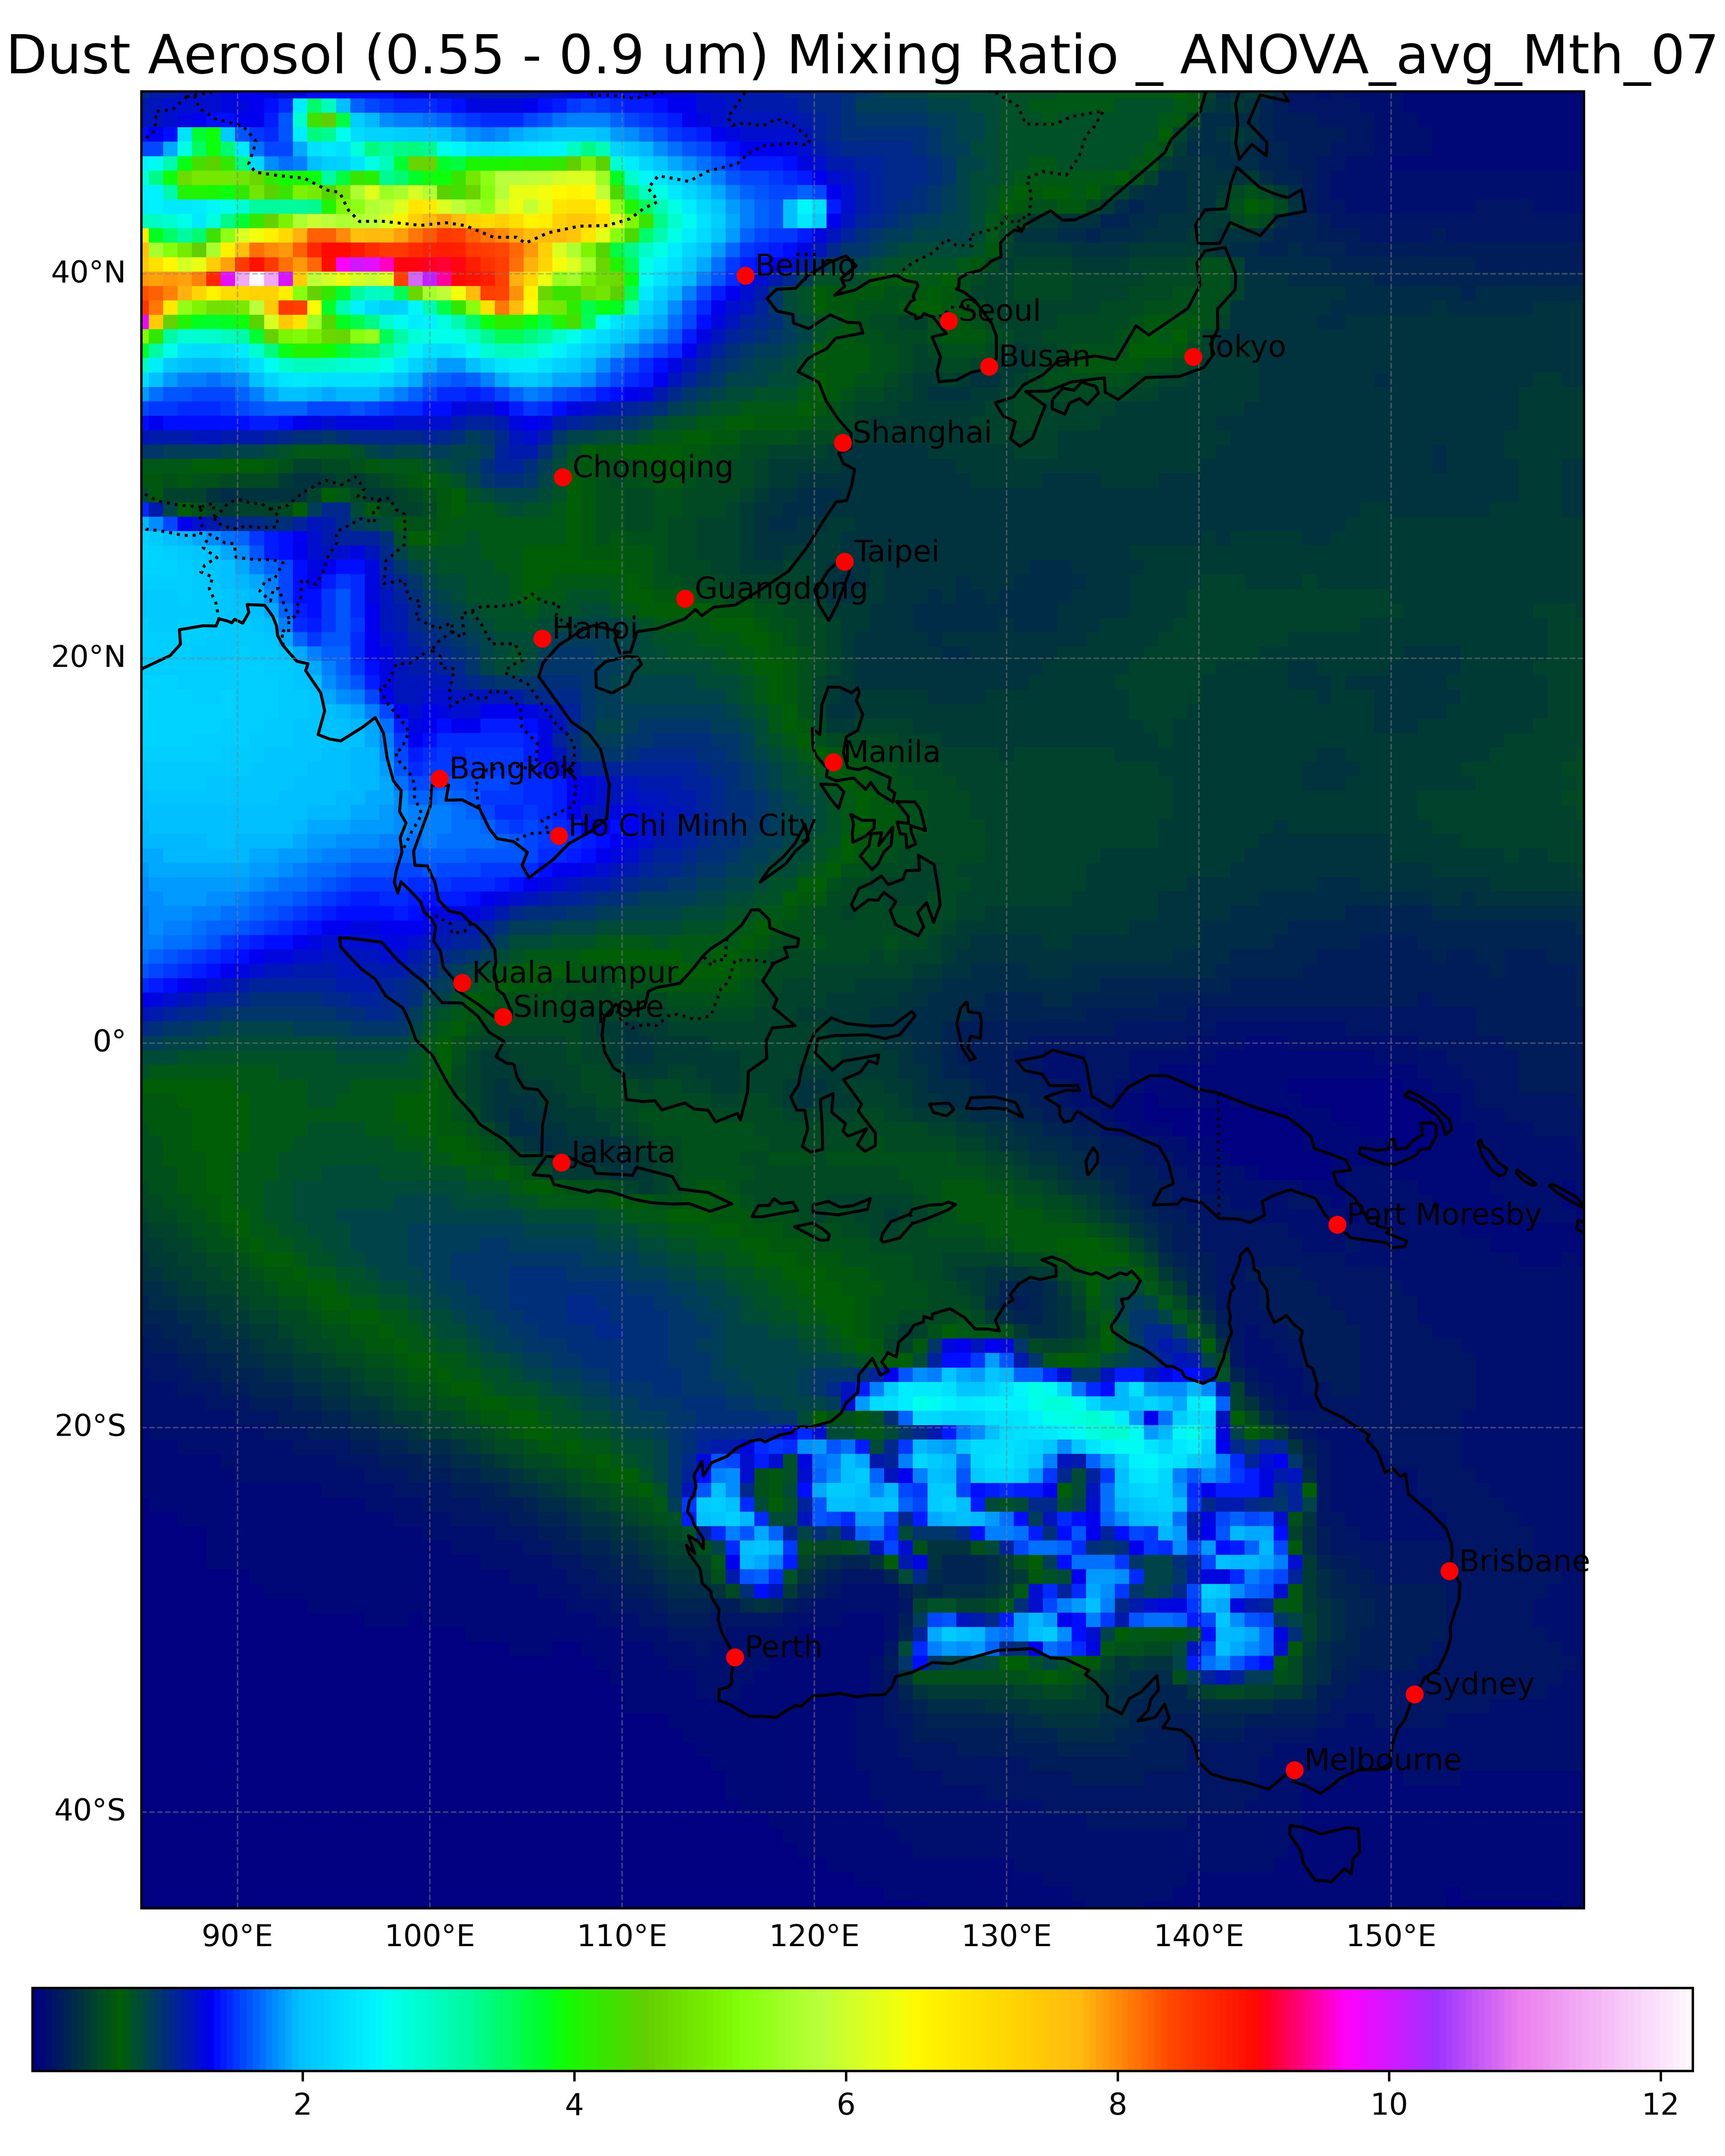 Dust Aerosol (0.55 - 0.9 um) Mixing Ratio _ ANOVA_avg_Mth_07
40°N
Beijing
Seoul
Tokyo
Busan
Shanghai
Chongqing
Taipei
Guangdong
Hanoi
20°N
Manila
Bangkok
Ho Chi Minh City
Kuala Lumpur
Singapore
0°
Jakarta
Port Moresby
20°S
Brisbane
Perth
Sydney
Melbourne
40°S
90°E 100°E 110°E 120°E 130°E 140°E 150°E
2 4 6 8 10 12